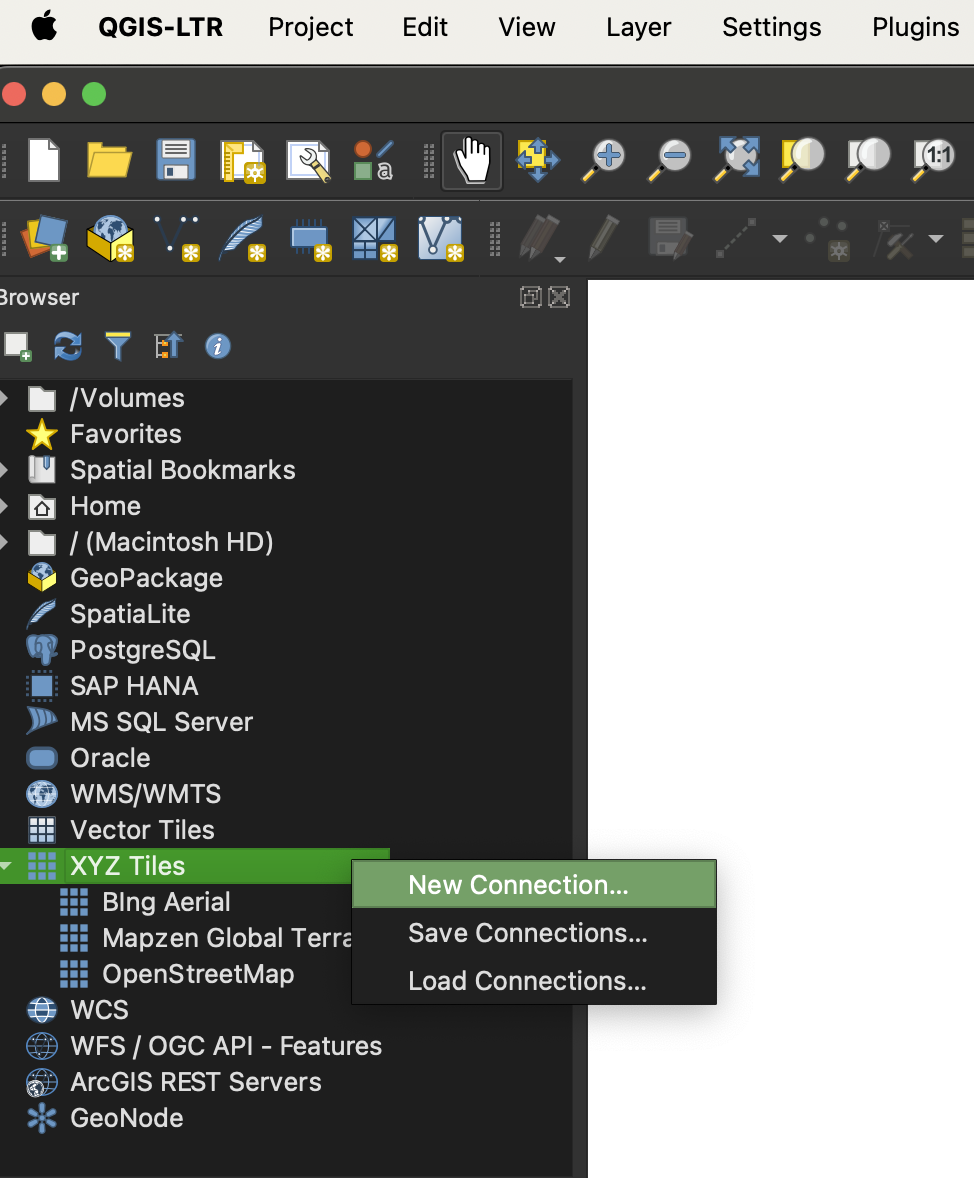 QGIS-LTR Project Edit View Layer Settings Plugins
a
1:1
Browser
i
/Volumes
Favorites
Spatial Bookmarks
Home
/ (Macintosh HD)
GeoPackage
SpatiaLite
PostgreSQL
SAP HANA
MS SQL Server
Oracle
WMS/WMTS
Vector Tiles
XYZ Tiles
New Connection...
BIng Aerial
Save Connections...
Mapzen Global Terra
OpenStreetMap
Load Connections...
WCS
WFS / OGC API - Features
ArcGIS REST Servers
GeoNode